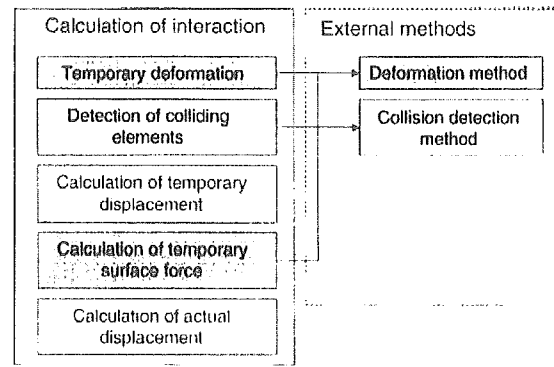 Calculation of interaction
Temporary deformation
Detection of colliding
elements
Calculation of temporary
displacement
Calculation of temporary
surface force
Calculation of actual
displacement
External methods
Deformation method
Collision detection
method